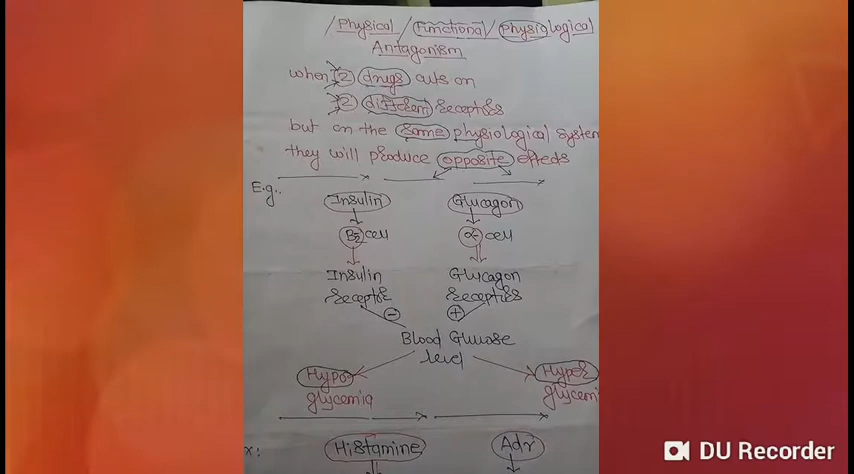 /Physical /Functional/ Physiological
Antagonism
when 2 drugs acts on
2 different receptors
but on the same physiological system
they will produce opposite effects
E.g..
Insulin Glucagon
cell α- cell
Insulin Glucagon
receptor receptors
- +
Blood Glucose
level
Hypo Hyper
glycemia glycemi
x: Histamine Adr
DU Recorder